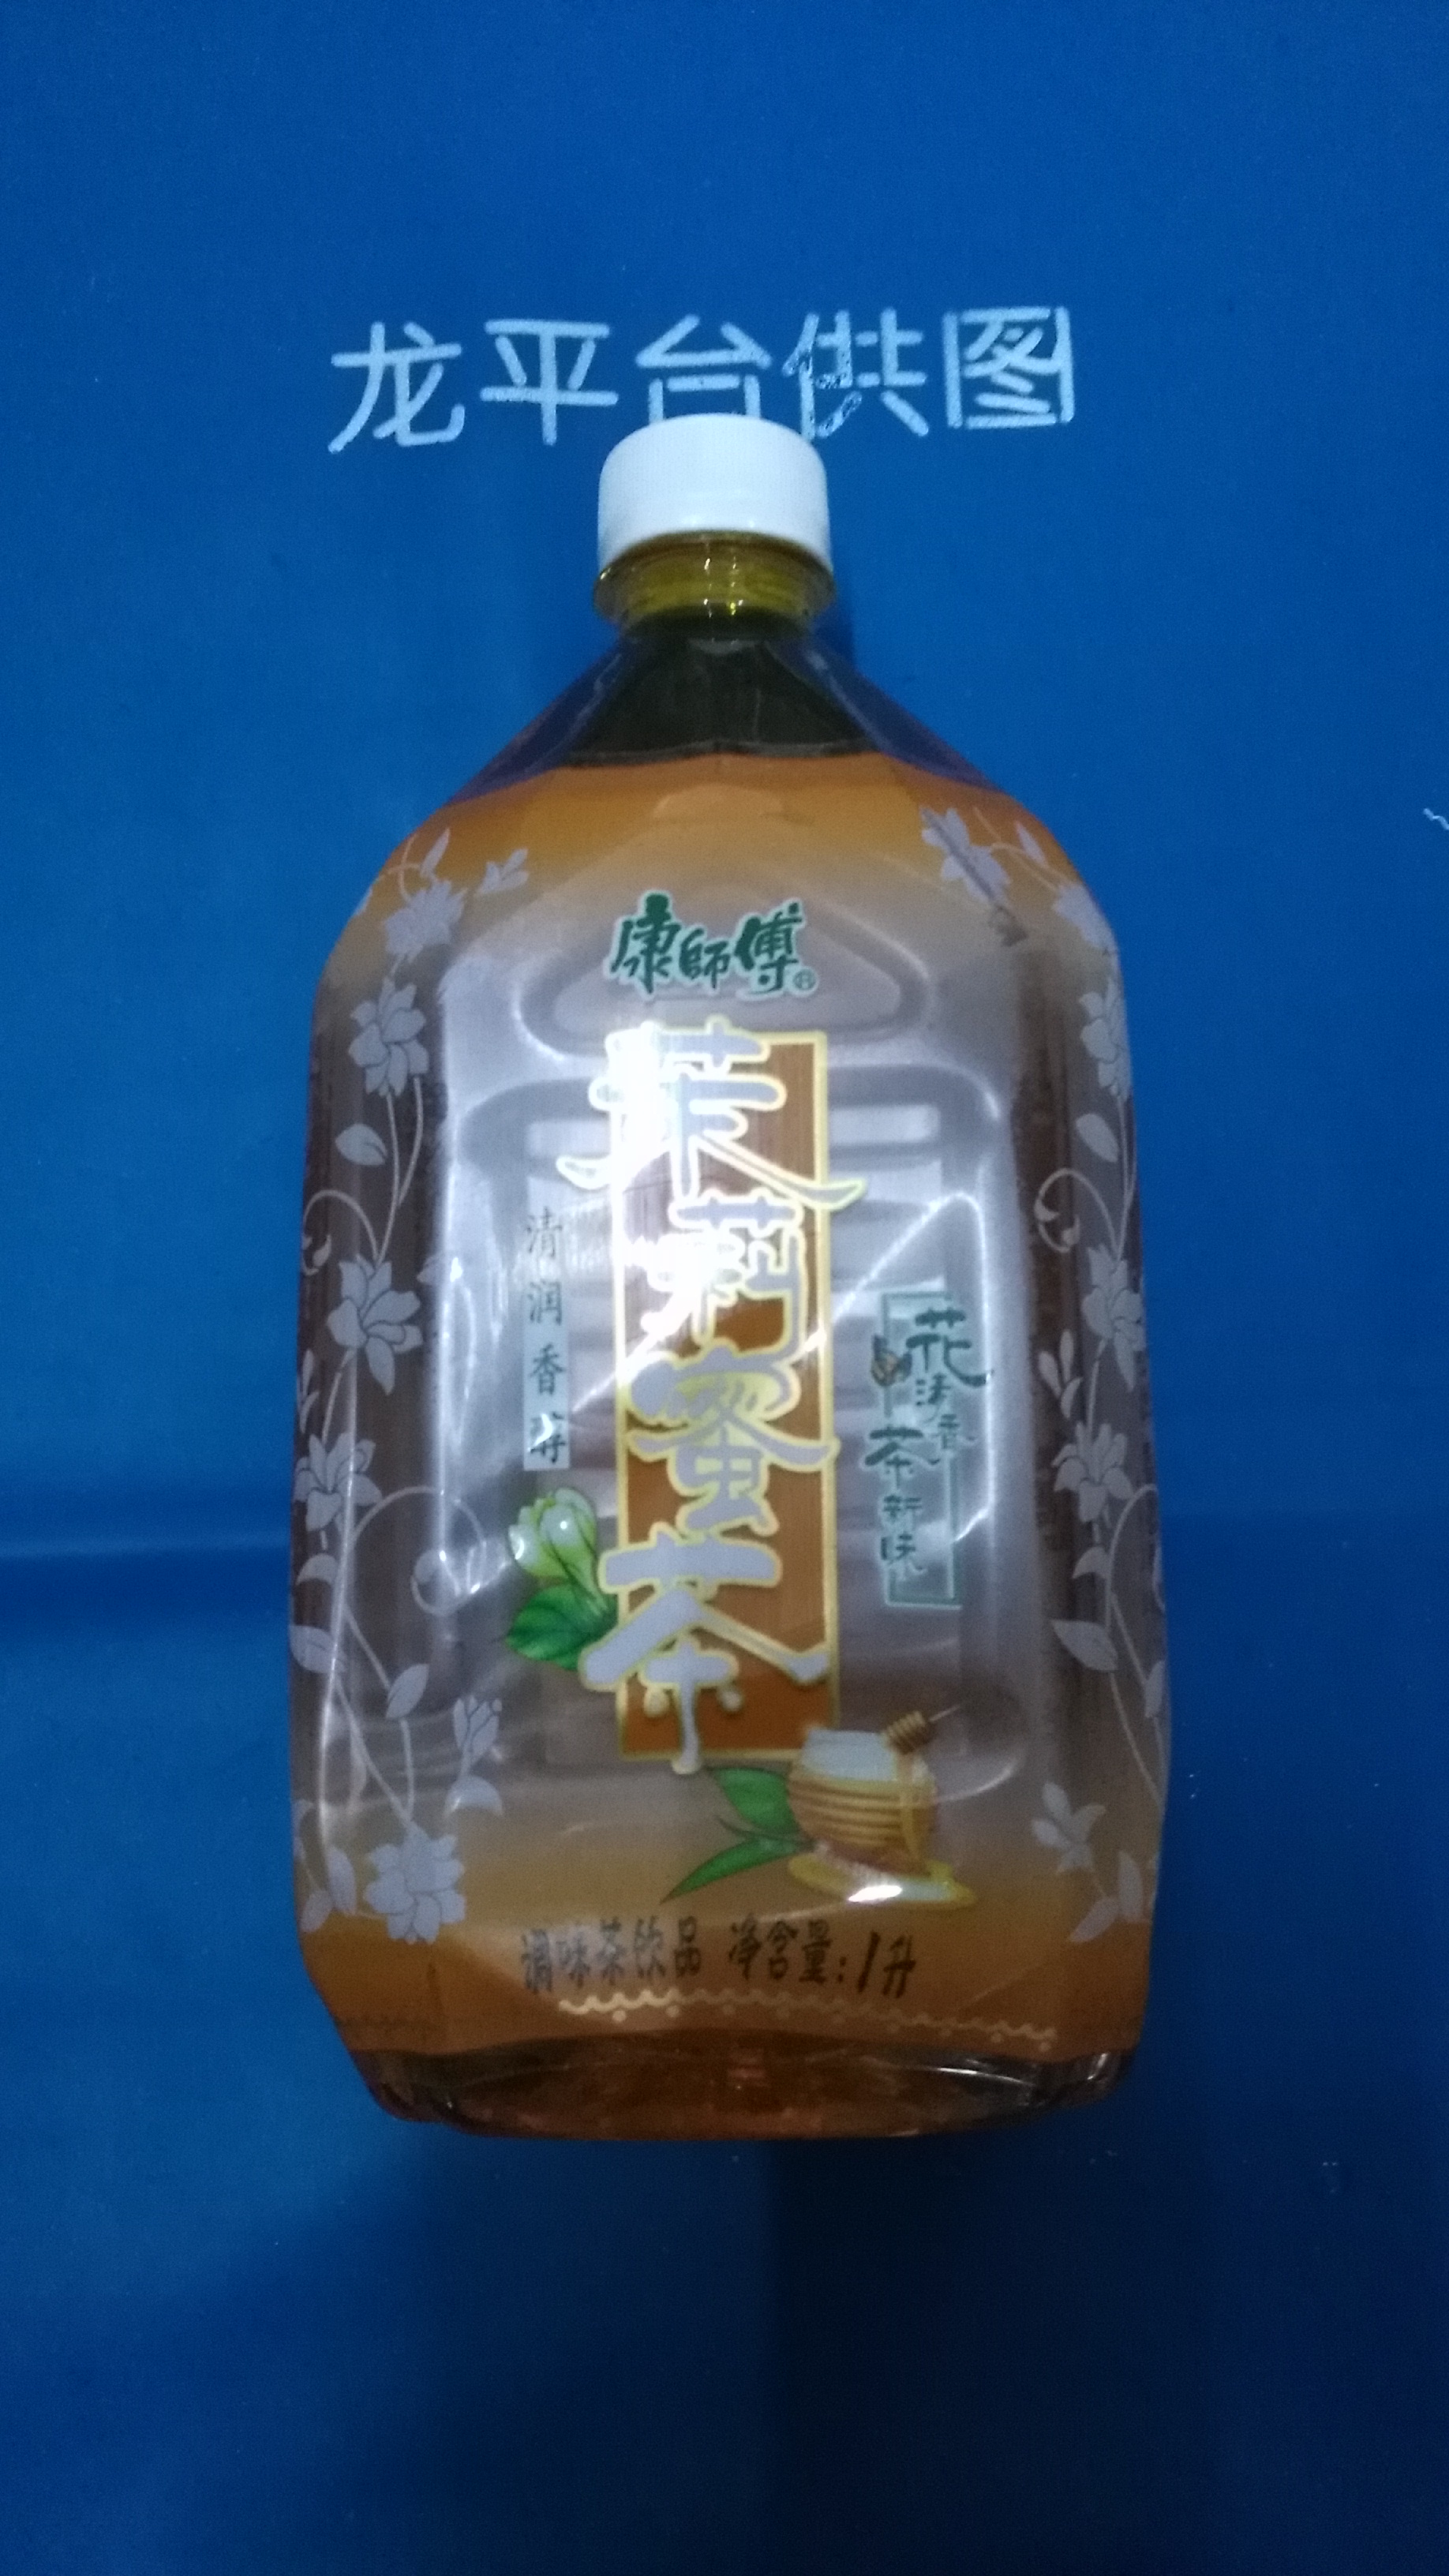 龙平台供图
康師傅®
茉莉蜜茶
清润香醇
花清香
茶新味
调味茶饮品 净含量:1升